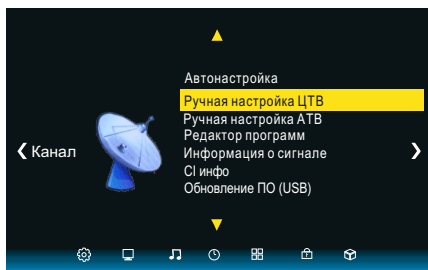 Автонастройка
Ручная настройка ЦТВ
Ручная настройка АТВ
Редактор программ
Канал
Информация о сигнале
CI инфо
Обновление ПО (USB)